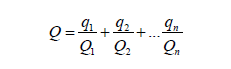 Q = q₁/Q₁ + q₂/Q₂ + ... qₙ/Qₙ